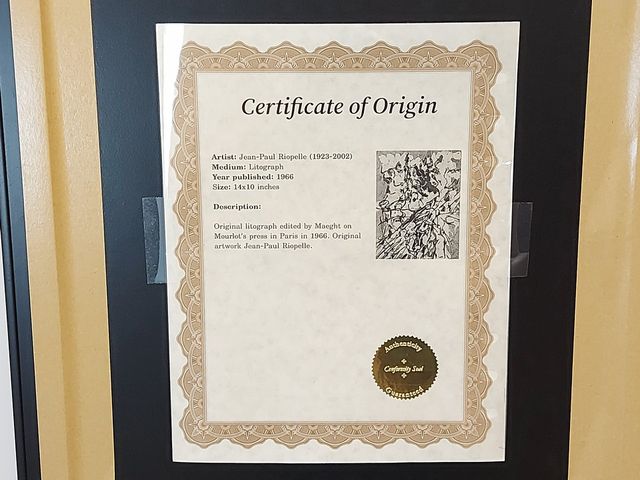 Certificate of Origin
Artist: Jean-Paul Riopelle (1923-2002)
Medium: Litograph
Year published: 1966
Size: 14x10 inches
Description:
Original litograph edited by Maeght on
Mourlot's press in Paris in 1966. Original
artwork Jean-Paul Riopelle.
Authenticity
Conformity Seal
Guaranteed